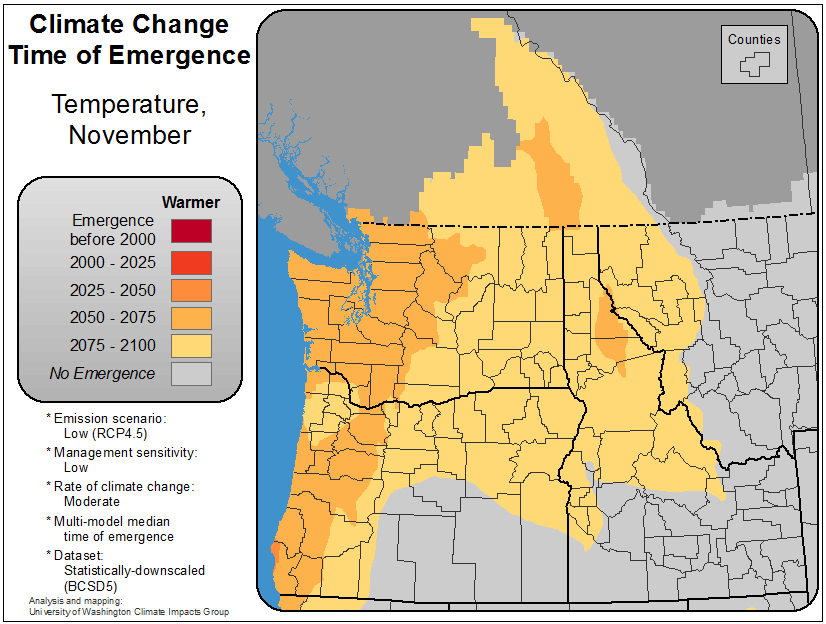 Climate Change
Time of Emergence
Temperature,
November
Warmer
Emergence
before 2000
2000 - 2025
2025 - 2050
2050 - 2075
2075 - 2100
No Emergence
* Emission scenario:
Low (RCP4.5)
* Management sensitivity:
Low
* Rate of climate change:
Moderate
* Multi-model median
time of emergence
* Dataset:
Statistically-downscaled
(BCSD5)
Analysis and mapping:
University of Washington Climate Impacts Group
Counties